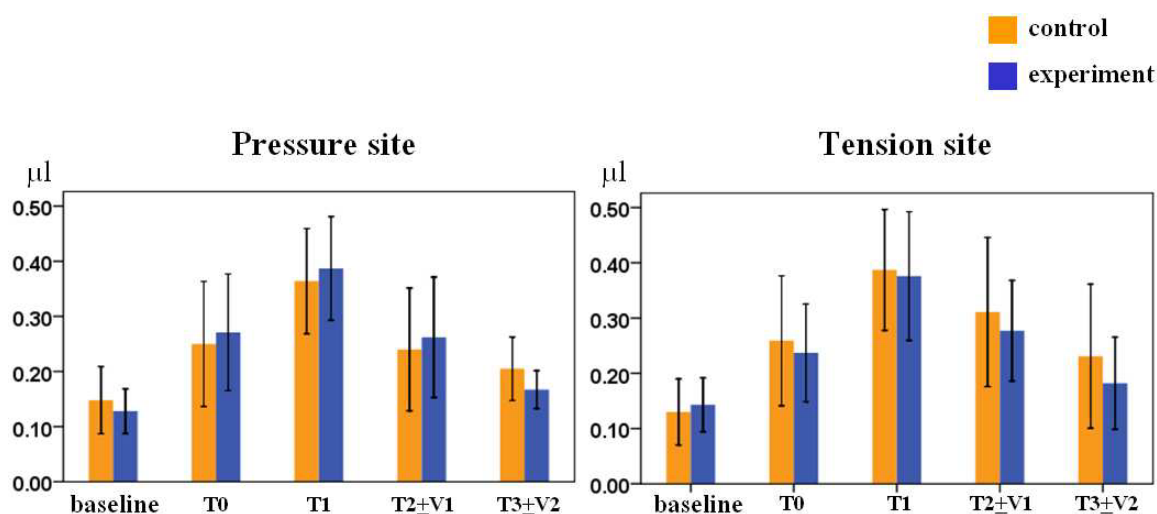 control
experiment
Pressure site
µl
0.50
0.40
0.30
0.20
0.10
0.00
baseline T0 T1 T2±V1 T3±V2
Tension site
µl
0.50
0.40
0.30
0.20
0.10
0.00
baseline T0 T1 T2±V1 T3±V2